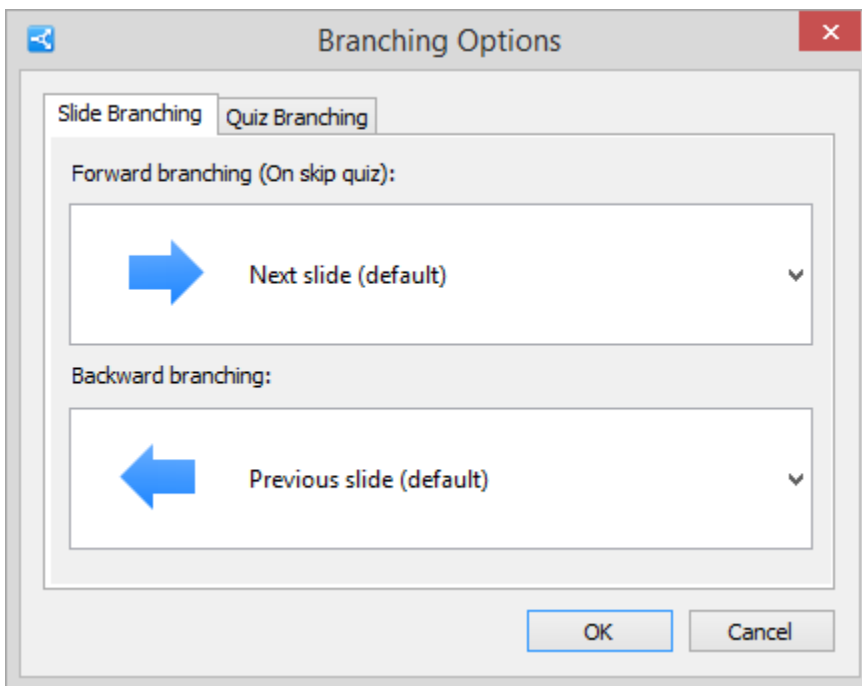 Branching Options
Slide Branching
Quiz Branching
Forward branching (On skip quiz):
Next slide (default)
Backward branching:
Previous slide (default)
OK
Cancel